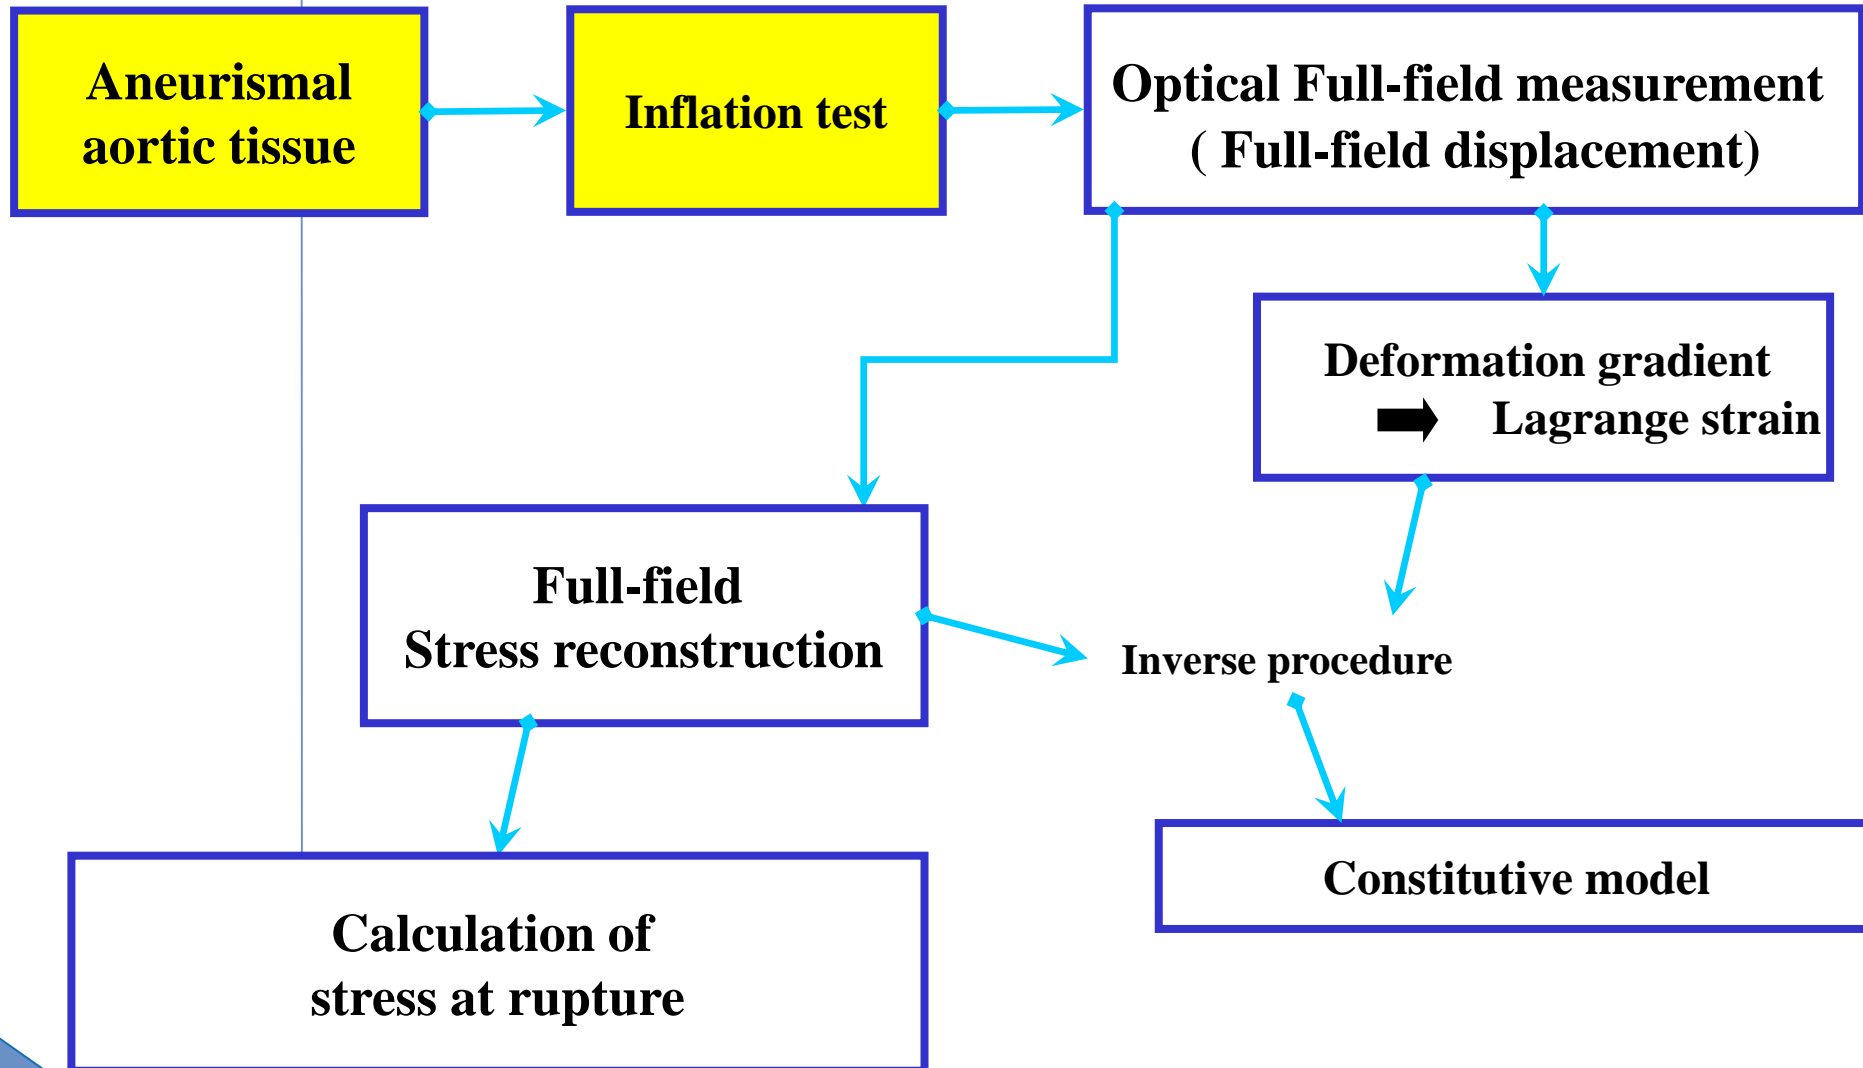 Aneurismal
aortic tissue
Inflation test
Optical Full-field measurement
( Full-field displacement)
Deformation gradient
Lagrange strain
Full-field
Stress reconstruction
Inverse procedure
Constitutive model
Calculation of
stress at rupture